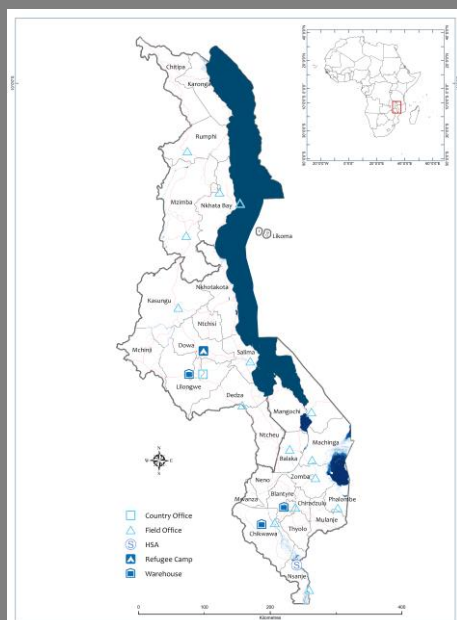 Chitipa
Karonga
Rumphi
Mzimba
Nkhata Bay
Likoma
Nkhotakota
Kasungu
Ntchisi
Mchinji
Dowa
Salima
Lilongwe
Dedza
Mangochi
Ntcheu
Machinga
Balaka
Neno
Zomba
Mwanza
Blantyre
Chiradzulu
Phalombe
Mulanje
Chikwawa
Thyolo
Nsanje
Country Office
Field Office
HSA
Refugee Camp
Warehouse
0
100
200
400
Kilometres